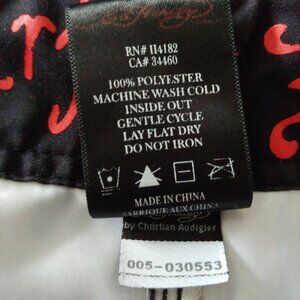 RN# 114182
CA# 34460
100% POLYESTER
MACHINE WASH COLD
INSIDE OUT
GENTLE CYCLE
LAY FLAT DRY
DO NOT IRON
MADE IN CHINA
FABRIQUE AUX CHINA
by Christian Audigier
005-030553